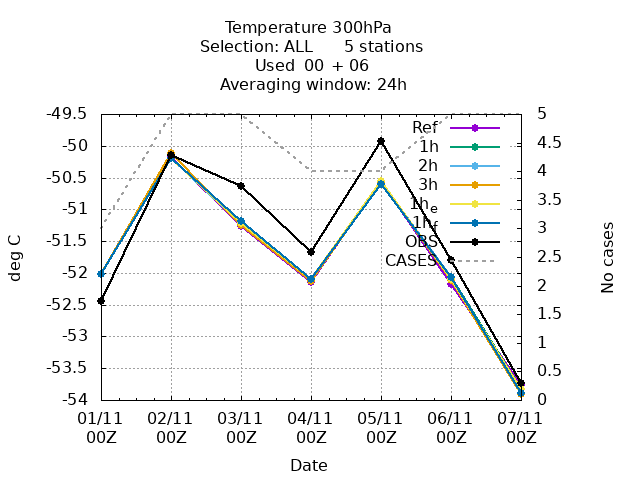 Temperature 300hPa
Selection: ALL      5 stations
Used  00 + 06
Averaging window: 24h
-49.5
-50
-50.5
-51
-51.5
-52
-52.5
-53
-53.5
-54
deg C
5
4.5
4
3.5
3
2.5
2
1.5
1
0.5
0
No cases
Ref
1h
2h
3h
1h_e
1h_f
OBS
CASES
01/11 02/11 03/11 04/11 05/11 06/11 07/11
00Z 00Z 00Z 00Z 00Z 00Z 00Z
Date